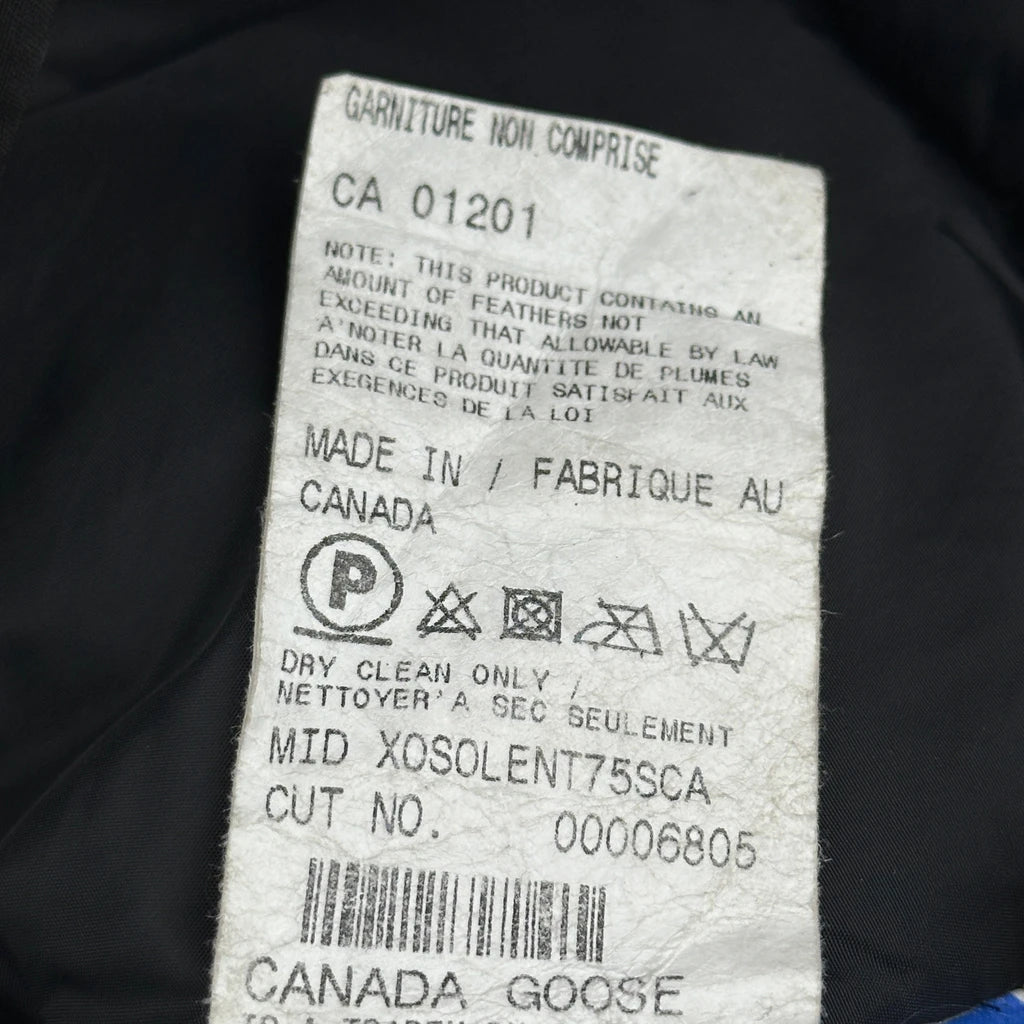 GARNITURE NON COMPRISE
CA 01201
NOTE: THIS PRODUCT CONTAINS AN
AMOUNT OF FEATHERS NOT
EXCEEDING THAT ALLOWABLE BY LAW
A'NOTER LA QUANTITE DE PLUMES
DANS CE PRODUIT SATISFAIT AUX
EXEGENCES DE LA LOI
MADE IN / FABRIQUE AU
CANADA
P
DRY CLEAN ONLY /
NETTOYER'A SEC SEULEMENT
MID XOSOLENT75SCA
CUT NO. 00006805
CANADA GOOSE